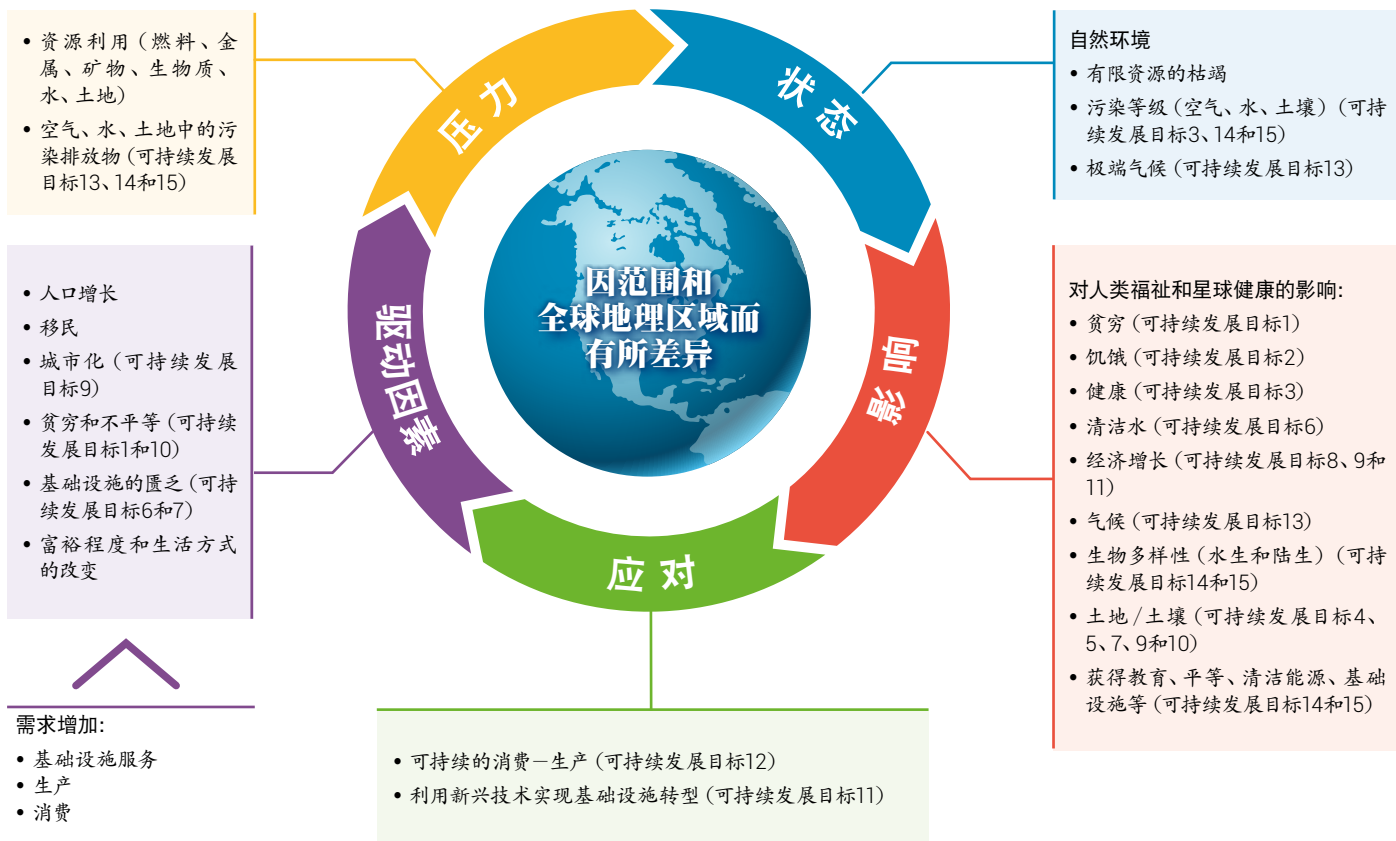 • 资源利用（燃料、金
属、矿物、生物质、
水、土地）
• 空气、水、土地中的污
染排放物（可持续发展
目标13、14和15）
压力
状态
自然环境
• 有限资源的枯竭
• 污染等级（空气、水、土壤）（可持
续发展目标3、14和15）
• 极端气候（可持续发展目标13）
• 人口增长
• 移民
• 城市化（可持续发展
目标9）
• 贫穷和不平等（可持续
发展目标1和10）
• 基础设施的匮乏（可持
续发展目标6和7）
• 富裕程度和生活方式
的改变
驱动因素
因范围和
全球地理区域而
有所差异
影响
对人类福祉和星球健康的影响：
• 贫穷（可持续发展目标1）
• 饥饿（可持续发展目标2）
• 健康（可持续发展目标3）
• 清洁水（可持续发展目标6）
• 经济增长（可持续发展目标8、9和
11）
• 气候（可持续发展目标13）
• 生物多样性（水生和陆生）（可持
续发展目标14和15）
• 土地/土壤（可持续发展目标4、
5、7、9和10）
• 获得教育、平等、清洁能源、基础
设施等（可持续发展目标14和15）
应对
需求增加：
• 基础设施服务
• 生产
• 消费
• 可持续的消费－生产（可持续发展目标12）
• 利用新兴技术实现基础设施转型（可持续发展目标11）